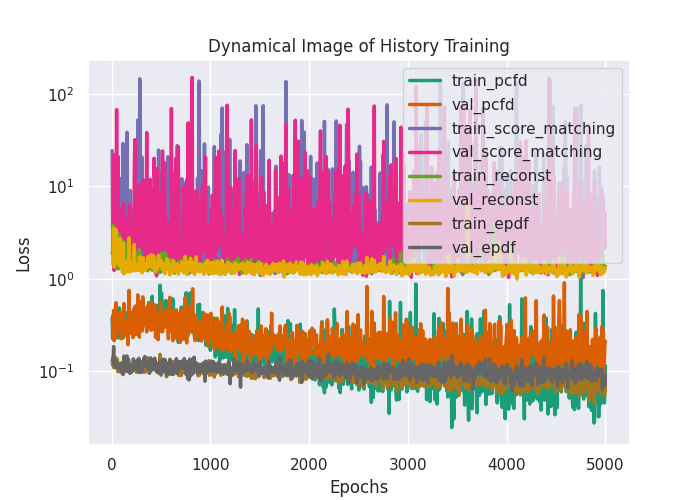 Dynamical Image of History Training
Loss
10²
10¹
10⁰
10⁻¹
train_pcfd
val_pcfd
train_score_matching
val_score_matching
train_reconst
val_reconst
train_epdf
val_epdf
0 1000 2000 3000 4000 5000
Epochs